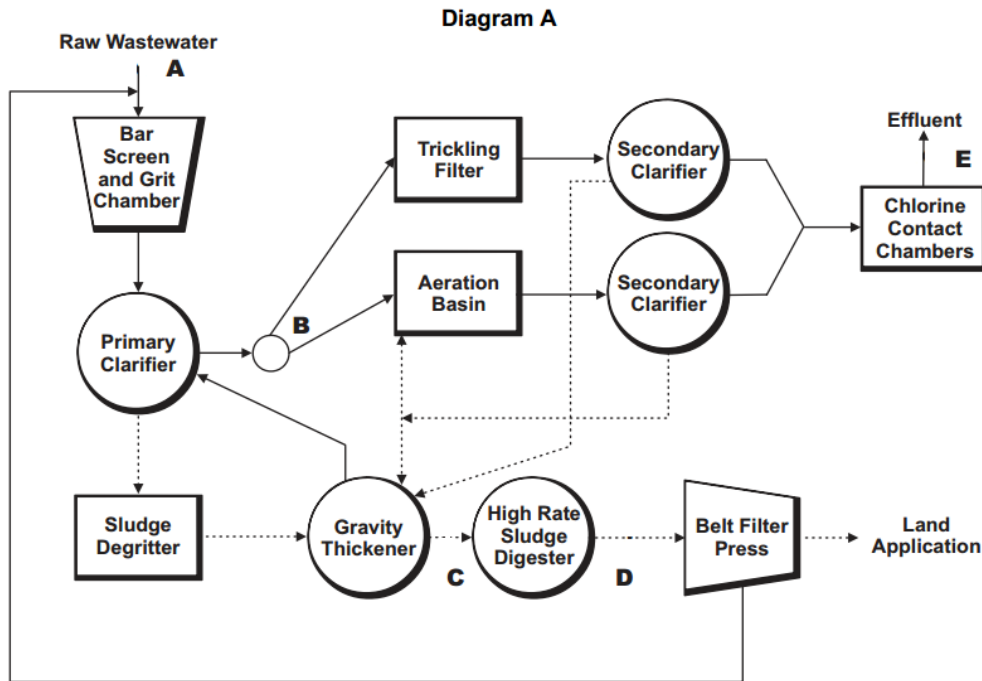 Diagram A
Raw Wastewater
A
Bar
Screen
and Grit
Chamber
Trickling
Filter
Secondary
Clarifier
Effluent
E
Chlorine
Contact
Chambers
Aeration
Basin
Secondary
Clarifier
B
Primary
Clarifier
Sludge
Degritter
Gravity
Thickener
C
High Rate
Sludge
Digester
D
Belt Filter
Press
Land
Application